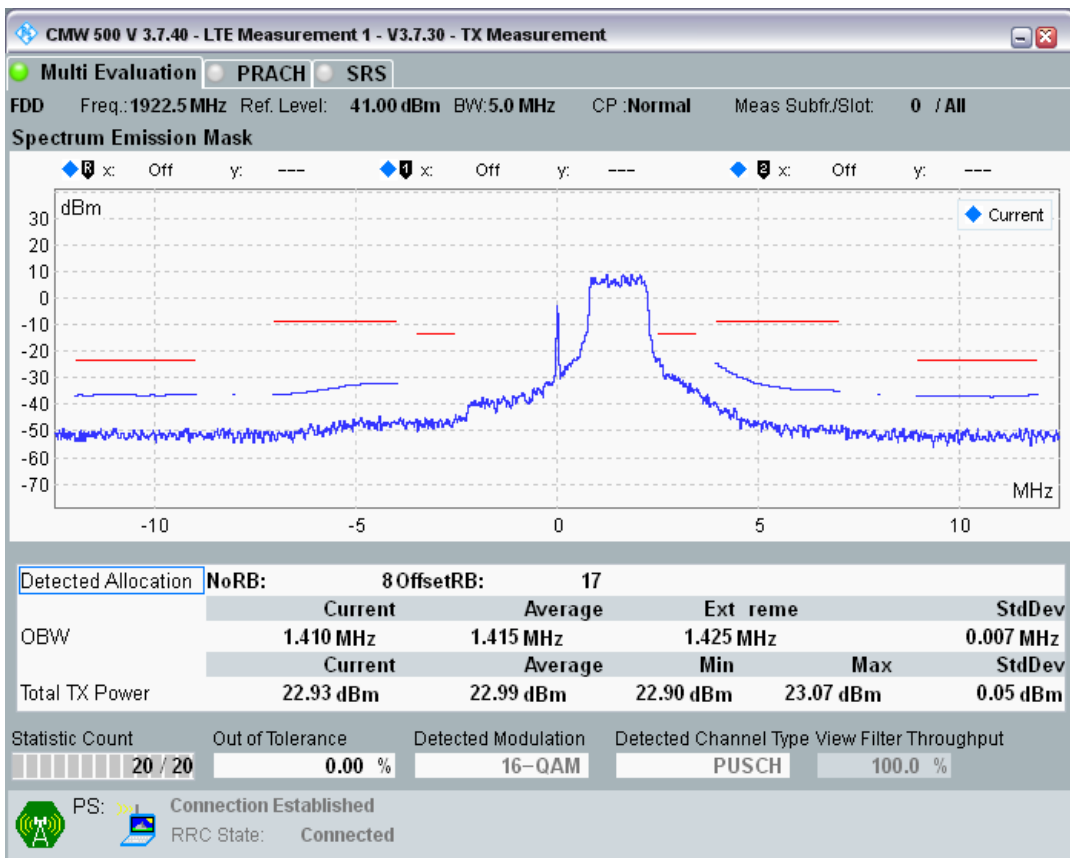 CMW 500 V 3.7.40 - LTE Measurement 1 - V3.7.30 - TX Measurement
Multi Evaluation PRACH SRS
FDD Freq.: 1922.5 MHz Ref. Level: 41.00 dBm BW: 5.0 MHz CP : Normal Meas Subfr./Slot: 0 / All
Spectrum Emission Mask
R x: Off y: --- 1 x: Off y: --- 2 x: Off y: ---
dBm
Current
30
20
10
0
-10
-20
-30
-40
-50
-60
-70
MHz
-10 -5 0 5 10
Detected Allocation NoRB: 8 OffsetRB: 17
Current Average Ext reme StdDev
OBW 1.410 MHz 1.415 MHz 1.425 MHz 0.007 MHz
Current Average Min Max StdDev
Total TX Power 22.93 dBm 22.99 dBm 22.90 dBm 23.07 dBm 0.05 dBm
Statistic Count Out of Tolerance Detected Modulation Detected Channel Type View Filter Throughput
20 / 20 0.00 % 16-QAM PUSCH 100.0 %
PS: Connection Established
RRC State: Connected